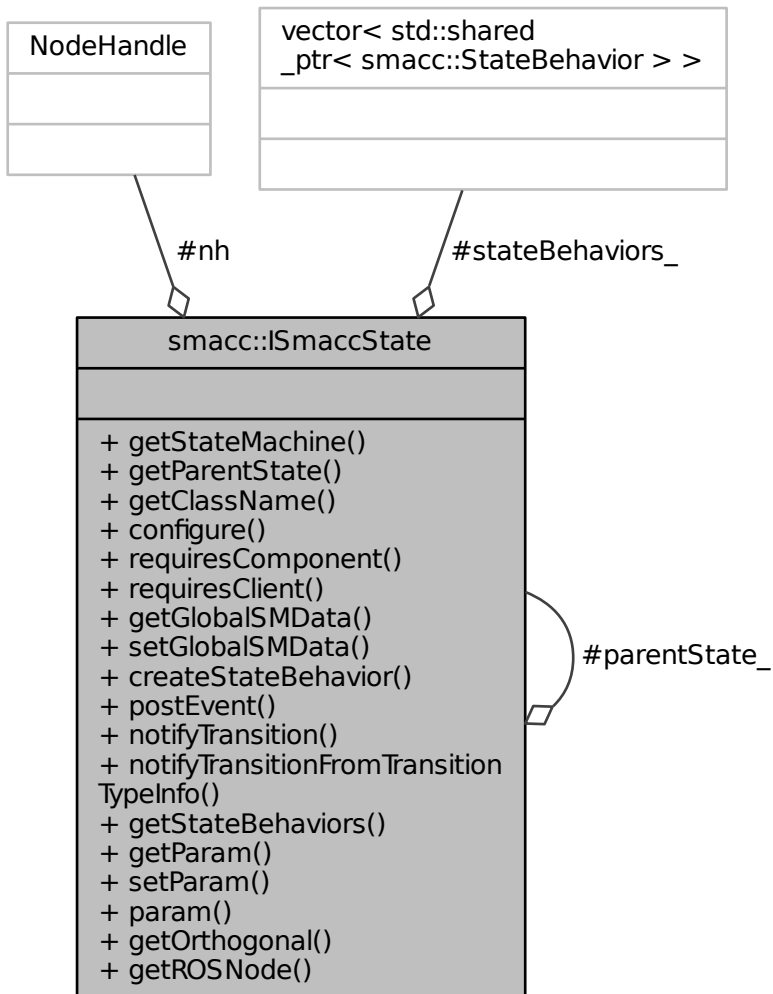 NodeHandle
vector< std::shared
_ptr< smacc::StateBehavior > >
#nh
#stateBehaviors_
smacc::ISmaccState
+ getStateMachine()
+ getParentState()
+ getClassName()
+ configure()
+ requiresComponent()
+ requiresClient()
+ getGlobalSMData()
+ setGlobalSMData()
+ createStateBehavior()
+ postEvent()
+ notifyTransition()
+ notifyTransitionFromTransition
TypeInfo()
+ getStateBehaviors()
+ getParam()
+ setParam()
+ param()
+ getOrthogonal()
+ getROSNode()
#parentState_